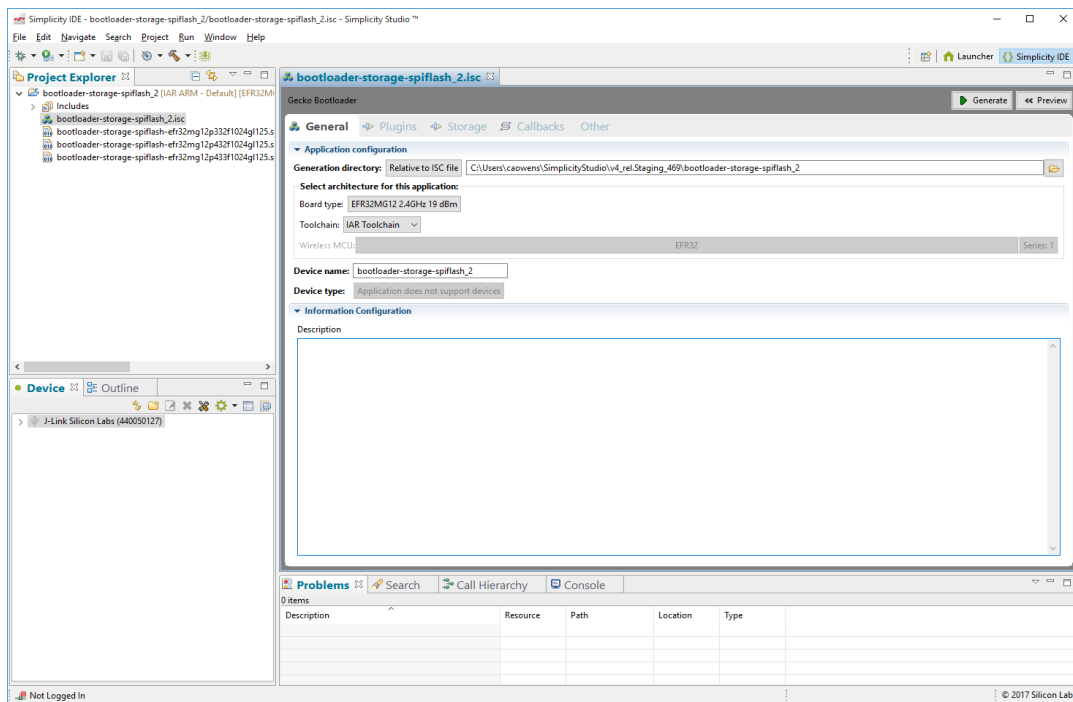 Simplicity IDE - bootloader-storage-spiflash_2/bootloader-storage-spiflash_2.isc - Simplicity Studio ™
File Edit Navigate Search Project Run Window Help
Launcher {} Simplicity IDE
Project Explorer
bootloader-storage-spiflash_2 [IAR ARM - Default] [EFR32M
Includes
bootloader-storage-spiflash_2.isc
bootloader-storage-spiflash-efr32mg12p332f1024gl125.s
bootloader-storage-spiflash-efr32mg12p432f1024gl125.s
bootloader-storage-spiflash-efr32mg12p433f1024gl125.s
Device Outline
J-Link Silicon Labs (440050127)
bootloader-storage-spiflash_2.isc
Gecko Bootloader
Generate Preview
General Plugins Storage Callbacks Other
Application configuration
Generation directory: Relative to ISC file C:\Users\caowens\SimplicityStudio\v4_rel.Staging_469\bootloader-storage-spiflash_2
Select architecture for this application:
Board type: EFR32MG12 2.4GHz 19 dBm
Toolchain: IAR Toolchain
Wireless MCU: EFR32 Series: 1
Device name: bootloader-storage-spiflash_2
Device type: Application does not support devices
Information Configuration
Description
Problems Search Call Hierarchy Console
0 items
Description Resource Path Location Type
Not Logged In
© 2017 Silicon Lab